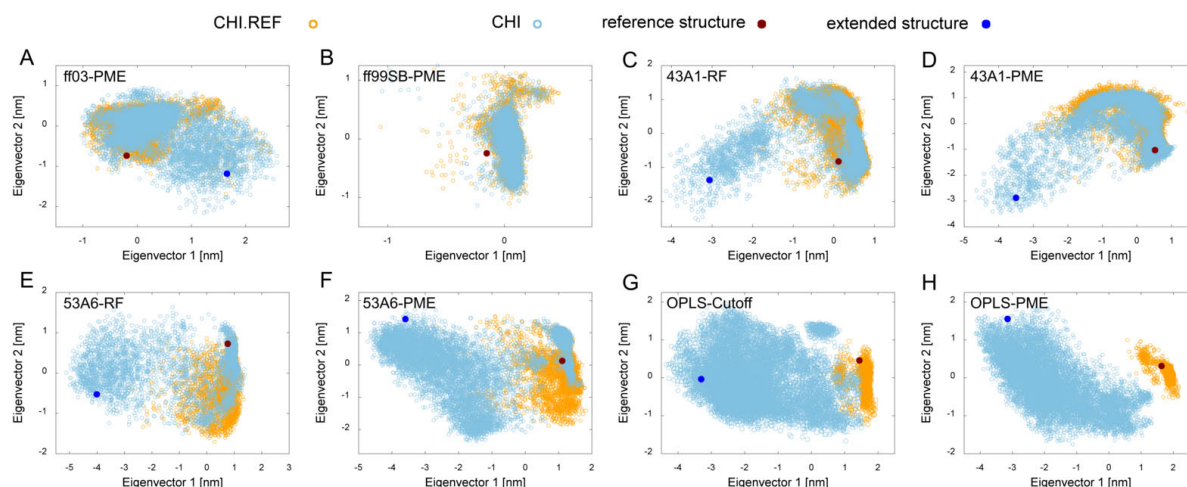 CHI.REF CHI reference structure extended structure
A B C D
ff03-PME ff99SB-PME 43A1-RF 43A1-PME
Eigenvector 2 [nm] Eigenvector 2 [nm] Eigenvector 2 [nm] Eigenvector 2 [nm]
1 0 -1 -2
1 0 -1
2 1 0 -1 -2
2 1 0 -1 -2 -3 -4
-1 0 1 2
-1 0
-4 -3 -2 -1 0 1
-5 -4 -3 -2 -1 0 1
Eigenvector 1 [nm] Eigenvector 1 [nm] Eigenvector 1 [nm] Eigenvector 1 [nm]
E F G H
53A6-RF 53A6-PME OPLS-Cutoff OPLS-PME
Eigenvector 2 [nm] Eigenvector 2 [nm] Eigenvector 2 [nm] Eigenvector 2 [nm]
2 1 0 -1 -2
2 1 0 -1 -2
2 1 0 -1 -2
2 1 0 -1 -2
-5 -4 -3 -2 -1 0 1 2 3
-5 -4 -3 -2 -1 0 1 2
-4 -3 -2 -1 0 1 2
-4 -3 -2 -1 0 1 2
Eigenvector 1 [nm] Eigenvector 1 [nm] Eigenvector 1 [nm] Eigenvector 1 [nm]